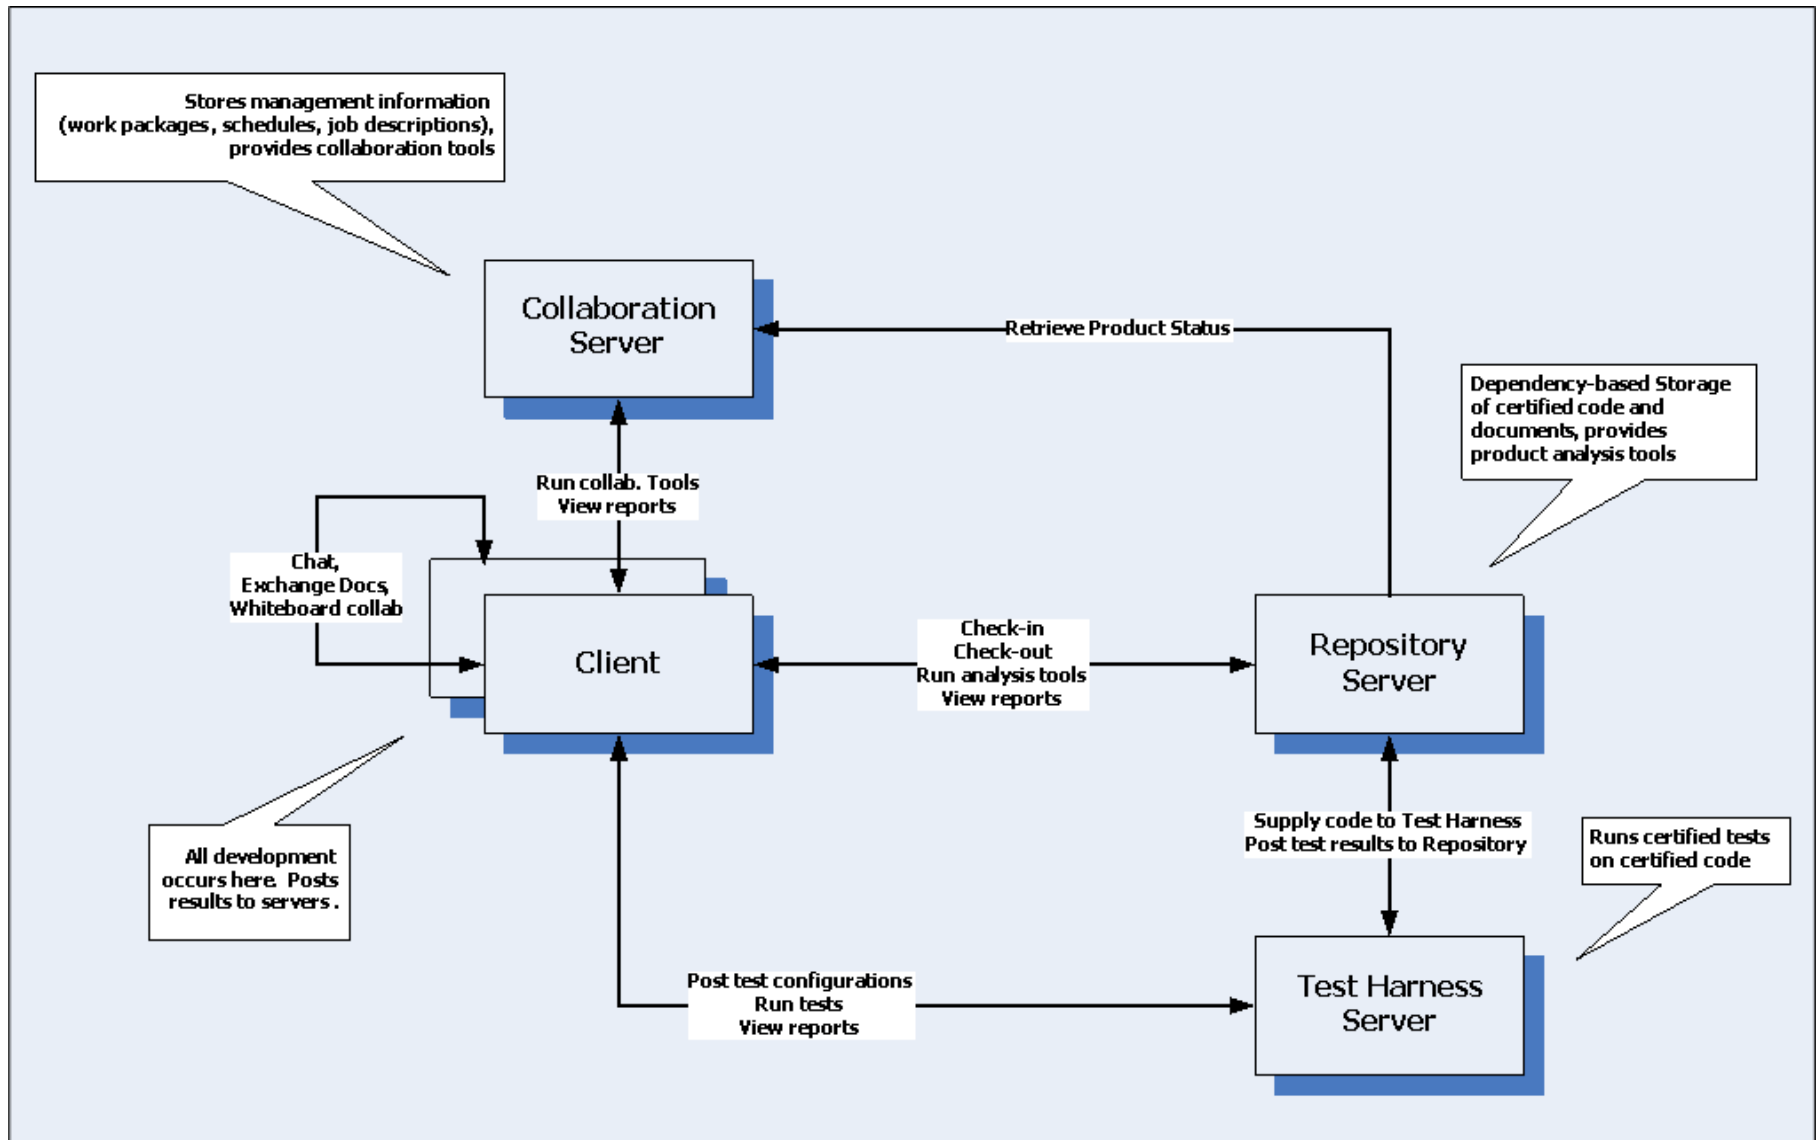 Stores management information
(work packages, schedules, job descriptions),
provides collaboration tools
Collaboration
Server
Retrieve Product Status
Dependency-based Storage
of certified code and
documents, provides
product analysis tools
Run collab. Tools
View reports
Chat,
Exchange Docs,
Whiteboard collab
Client
Check-in
Check-out
Run analysis tools
View reports
Repository
Server
All development
occurs here. Posts
results to servers.
Supply code to Test Harness
Post test results to Repository
Runs certified tests
on certified code
Post test configurations
Run tests
View reports
Test Harness
Server